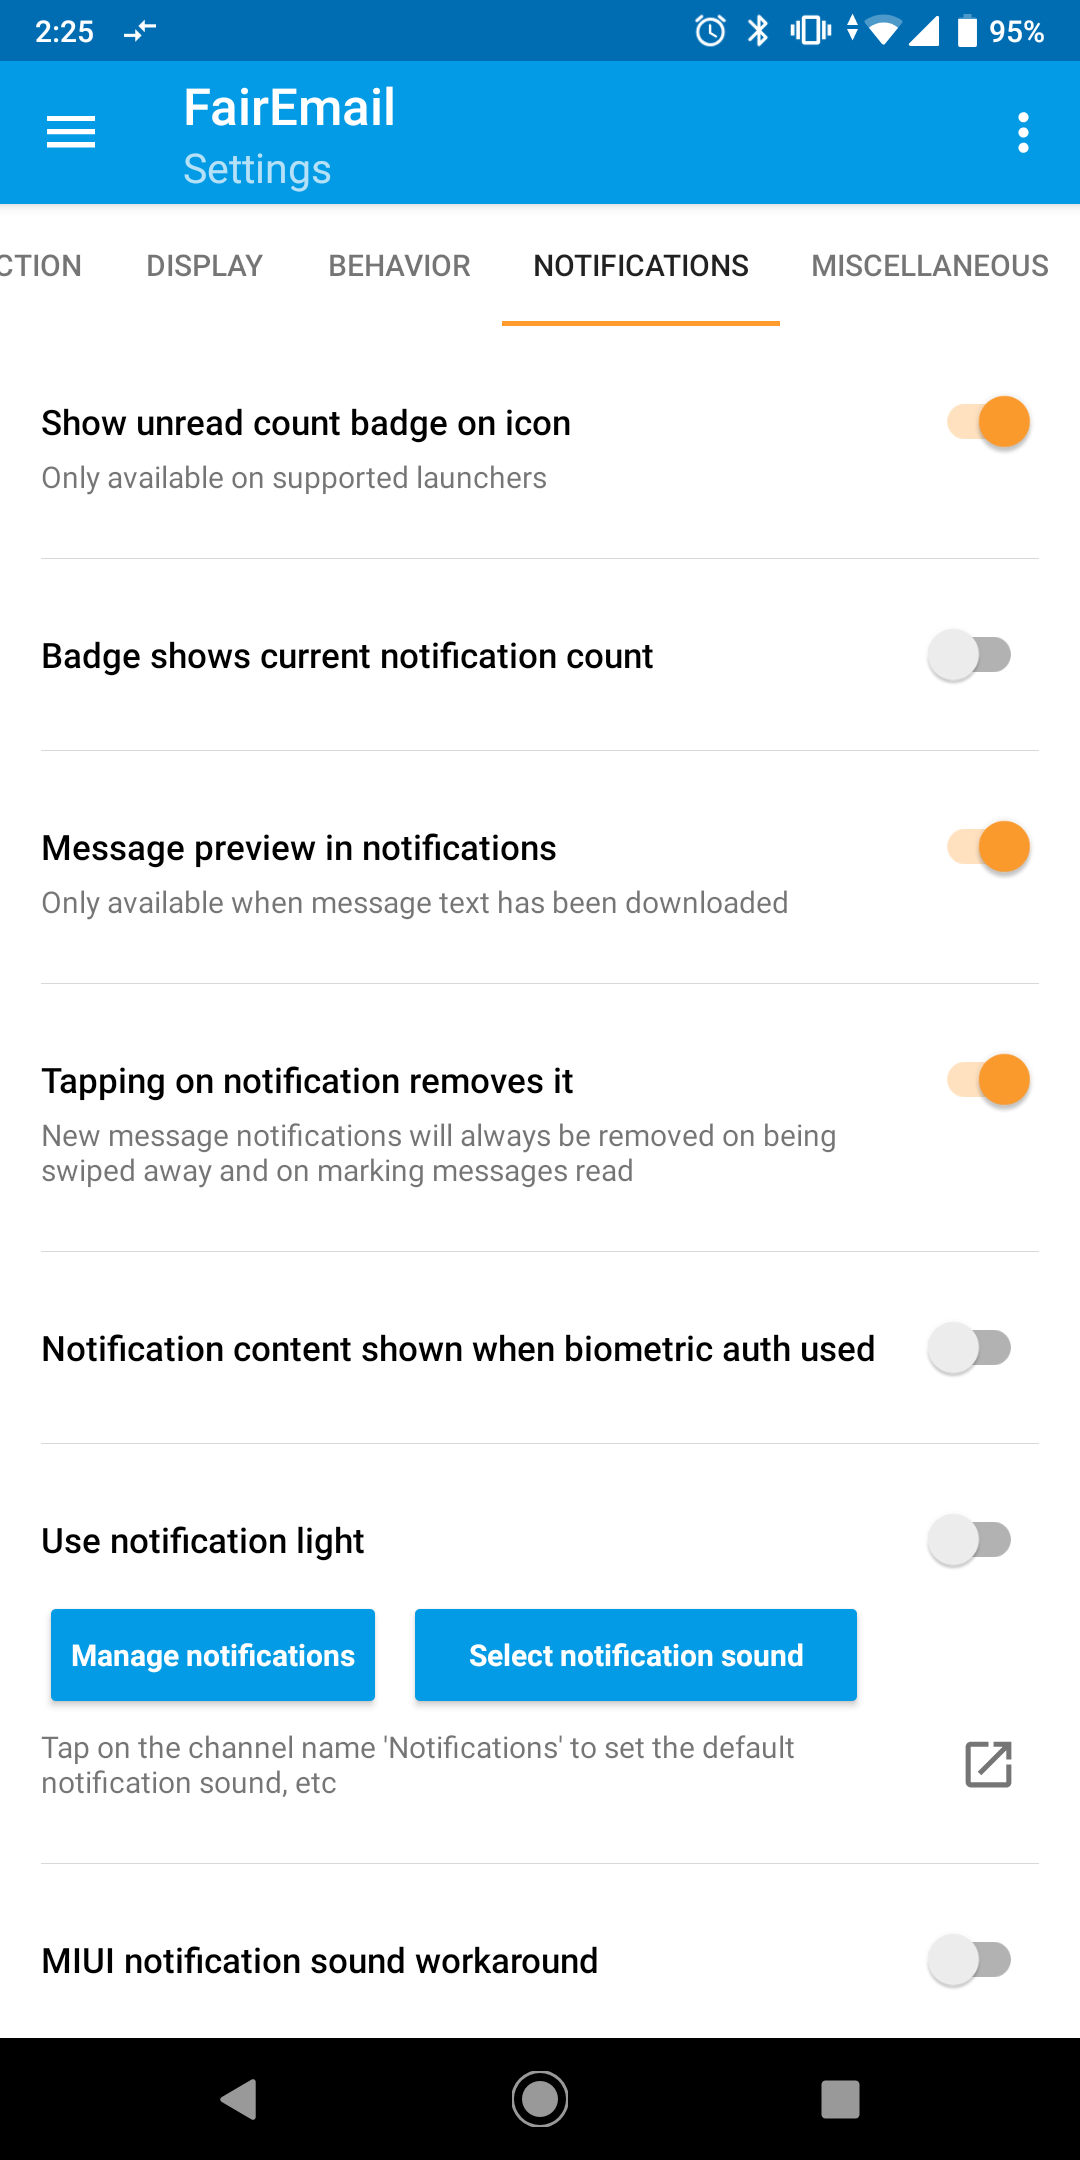 2:25
95%
FairEmail
Settings
CTION DISPLAY BEHAVIOR NOTIFICATIONS MISCELLANEOUS
Show unread count badge on icon
Only available on supported launchers
Badge shows current notification count
Message preview in notifications
Only available when message text has been downloaded
Tapping on notification removes it
New message notifications will always be removed on being
swiped away and on marking messages read
Notification content shown when biometric auth used
Use notification light
Manage notifications
Select notification sound
Tap on the channel name 'Notifications' to set the default
notification sound, etc
MIUI notification sound workaround